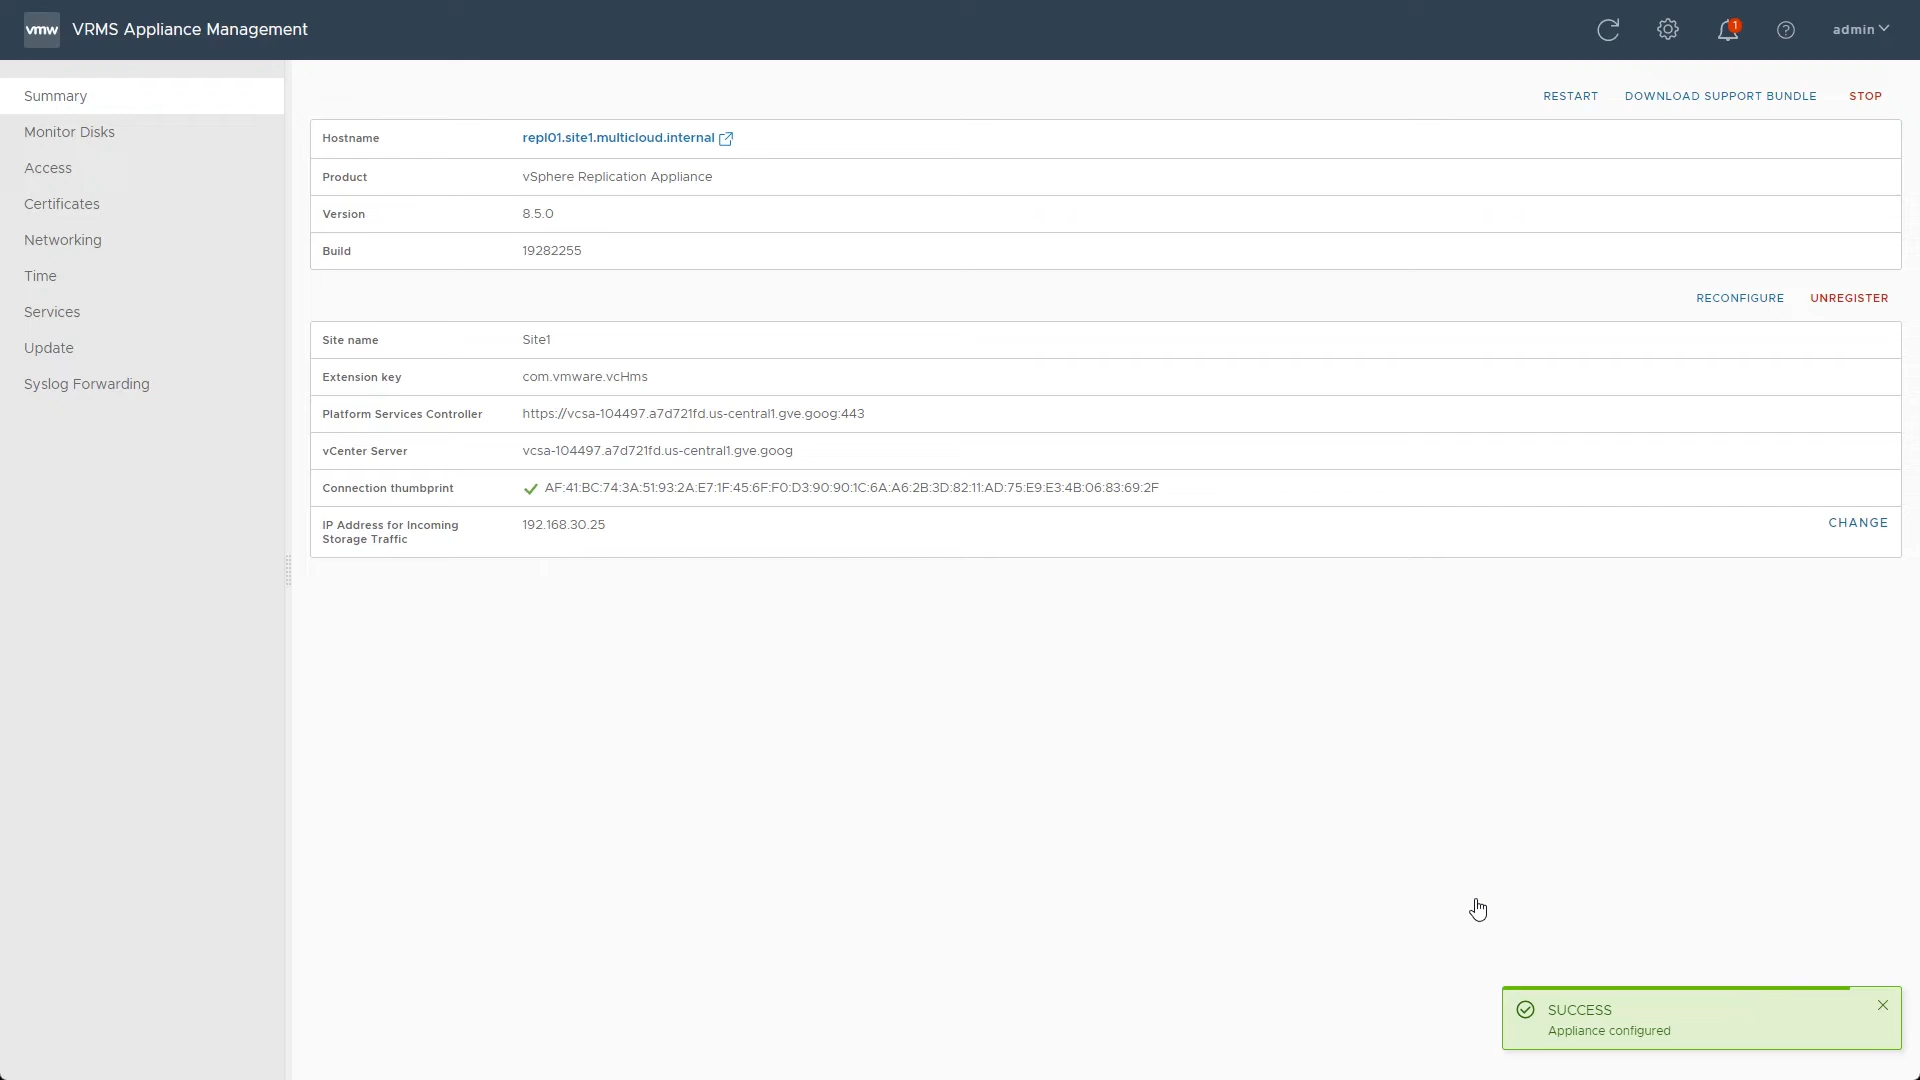 vmw VRMS Appliance Management
1
admin
Summary
Monitor Disks
Access
Certificates
Networking
Time
Services
Update
Syslog Forwarding
RESTART DOWNLOAD SUPPORT BUNDLE STOP
Hostname repl01.site1.multicloud.internal
Product vSphere Replication Appliance
Version 8.5.0
Build 19282255
RECONFIGURE UNREGISTER
Site name Site1
Extension key com.vmware.vcHms
Platform Services Controller https://vcsa-104497.a7d721fd.us-central1.gve.goog:443
vCenter Server vcsa-104497.a7d721fd.us-central1.gve.goog
Connection thumbprint AF:41:BC:74:3A:51:93:2A:E7:1F:45:6F:F0:D3:90:90:1C:6A:A6:2B:3D:82:11:AD:75:E9:E3:4B:06:83:69:2F
IP Address for Incoming
Storage Traffic
192.168.30.25
CHANGE
SUCCESS
Appliance configured